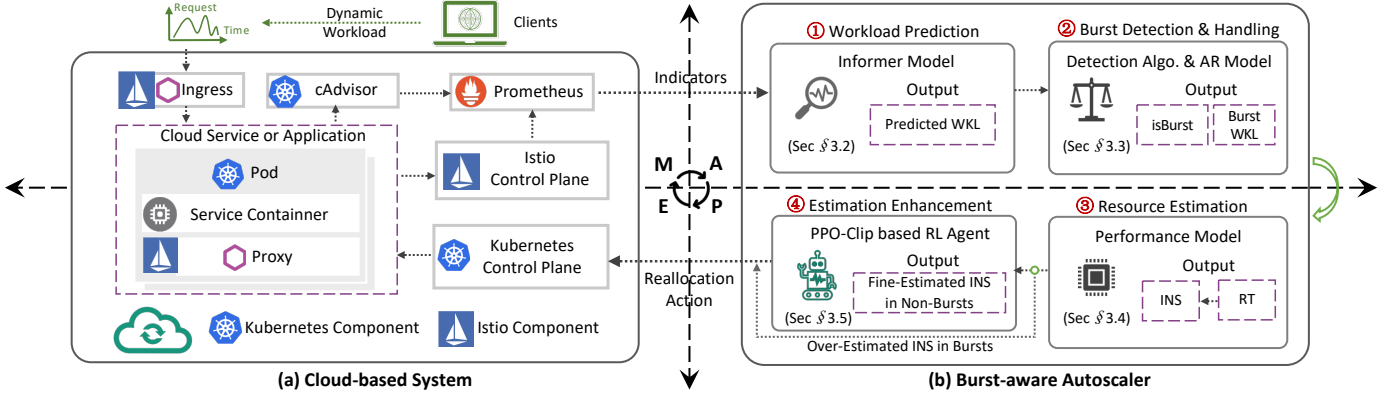 Request
Time
Dynamic
Workload
Clients
Ingress
cAdvisor
Prometheus
Cloud Service or Application
Pod
Service Containner
Proxy
Istio
Control Plane
Kubernetes
Control Plane
Kubernetes Component
Istio Component
(a) Cloud-based System
Indicators
M
A
E
P
Reallocation
Action
① Workload Prediction
Informer Model
Output
Predicted WKL
(Sec §3.2)
② Burst Detection & Handling
Detection Algo. & AR Model
Output
isBurst
Burst
WKL
(Sec §3.3)
④ Estimation Enhancement
PPO-Clip based RL Agent
Output
Fine-Estimated INS
in Non-Bursts
(Sec §3.5)
③ Resource Estimation
Performance Model
Output
INS
RT
(Sec §3.4)
Over-Estimated INS in Bursts
(b) Burst-aware Autoscaler